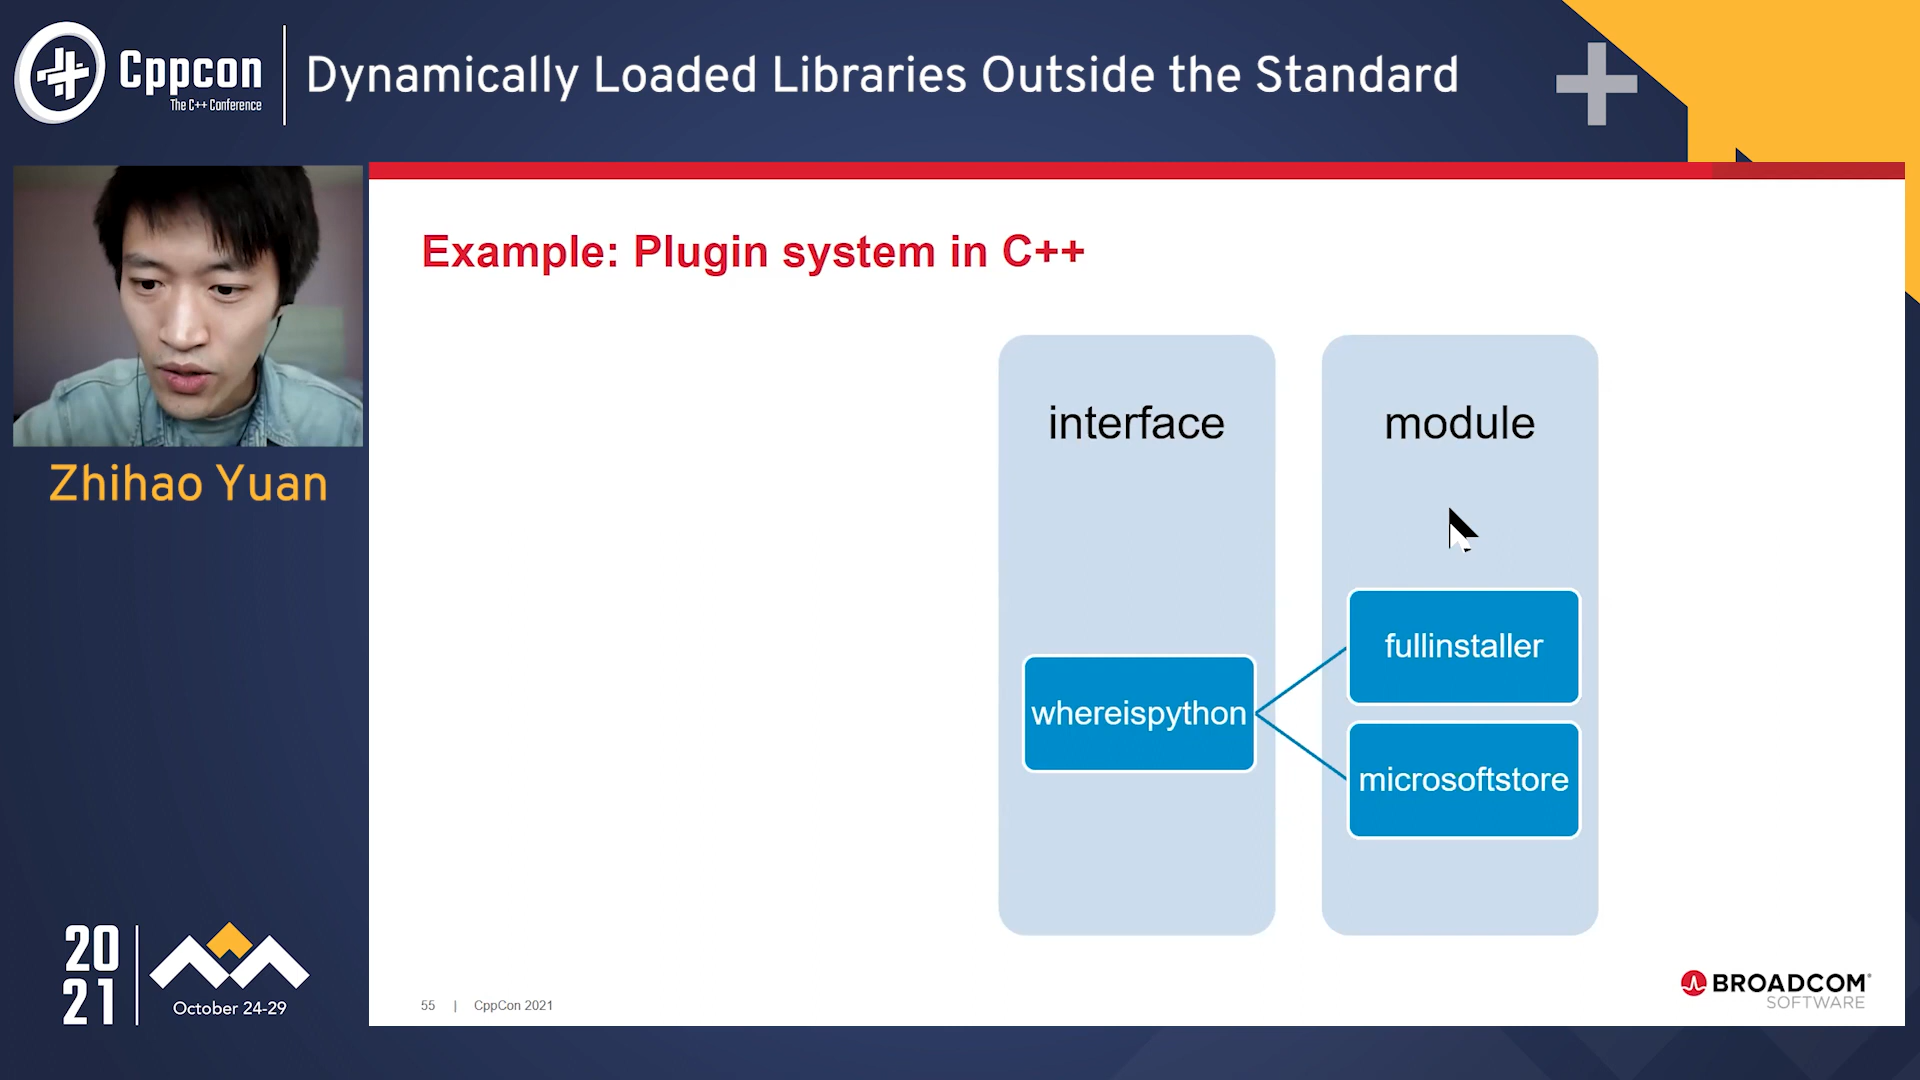 Cppcon
The C++ Conference
Dynamically Loaded Libraries Outside the Standard
Zhihao Yuan
Example: Plugin system in C++
interface
module
whereispython
fullinstaller
microsoftstore
20
21
October 24-29
55 | CppCon 2021
BROADCOM
SOFTWARE